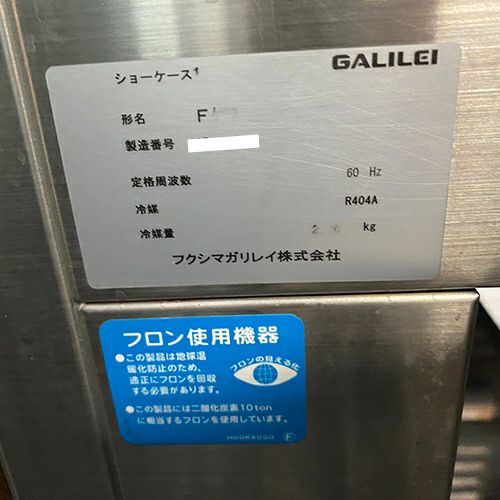 GALILEI
ショーケース
形名 F
製造番号
定格周波数 60 Hz
冷媒 R404A
冷媒量 kg
フクシマガリレイ株式会社
フロン使用機器
●この製品は地球温
暖化防止のため、
適正にフロンを回収
する必要があります。
フロンの見える化
●この製品には二酸化炭素10ton
に相当するフロンを使用しています。
F